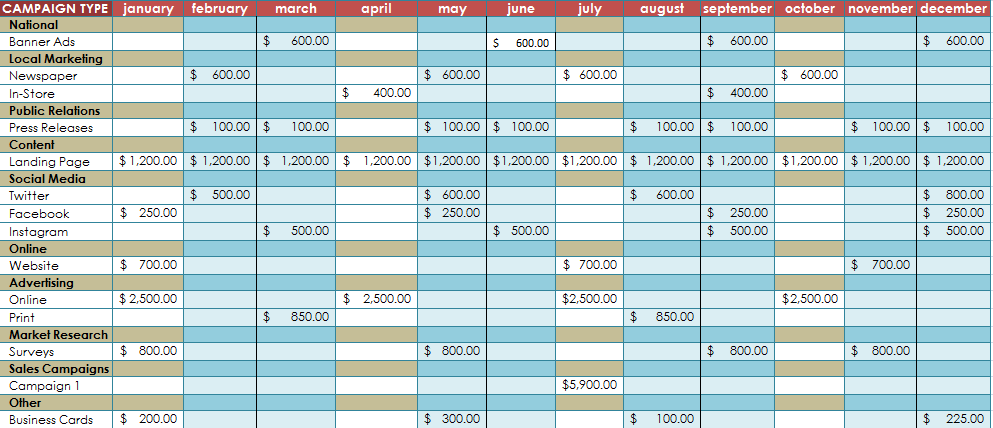 CAMPAIGN TYPE january february march april may june july august september october november december
National
Banner Ads $ 600.00 $ 600.00 $ 600.00 $ 600.00
Local Marketing
Newspaper $ 600.00 $ 600.00 $ 600.00 $ 600.00
In-Store $ 400.00 $ 400.00
Public Relations
Press Releases $ 100.00 $ 100.00 $ 100.00 $ 100.00 $ 100.00 $ 100.00 $ 100.00 $ 100.00
Content
Landing Page $ 1,200.00 $ 1,200.00 $ 1,200.00 $ 1,200.00 $1,200.00 $1,200.00 $1,200.00 $ 1,200.00 $ 1,200.00 $1,200.00 $ 1,200.00 $ 1,200.00
Social Media
Twitter $ 500.00 $ 600.00 $ 600.00 $ 800.00
Facebook $ 250.00 $ 250.00 $ 250.00 $ 250.00
Instagram $ 500.00 $ 500.00 $ 500.00 $ 500.00
Online
Website $ 700.00 $ 700.00 $ 700.00
Advertising
Online $ 2,500.00 $ 2,500.00 $2,500.00 $2,500.00
Print $ 850.00 $ 850.00
Market Research
Surveys $ 800.00 $ 800.00 $ 800.00 $ 800.00
Sales Campaigns
Campaign 1 $5,900.00
Other
Business Cards $ 200.00 $ 300.00 $ 100.00 $ 225.00